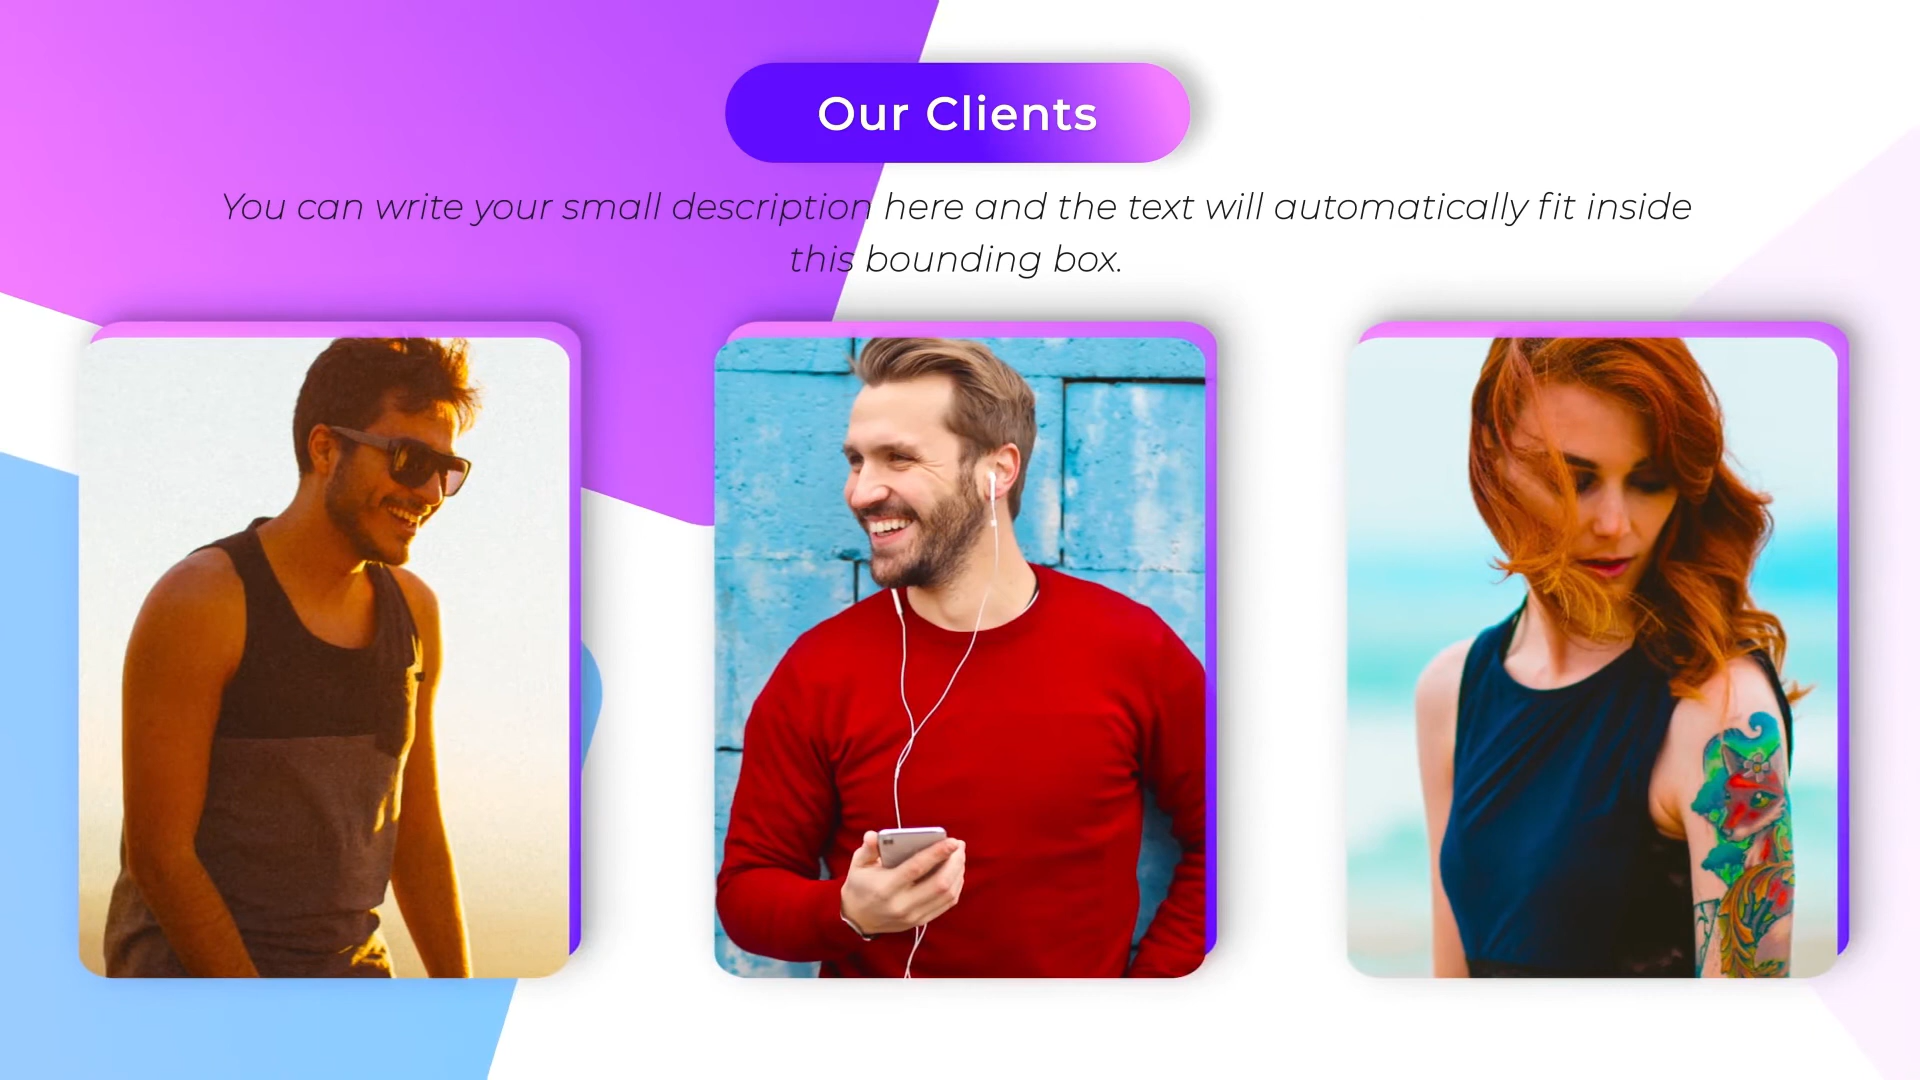 Our Clients
You can write your small description here and the text will automatically fit inside
this bounding box.